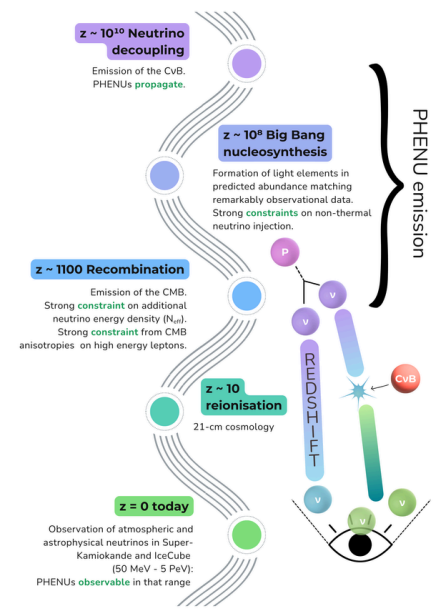 z ~ 10¹⁰ Neutrino
decoupling
Emission of the CνB.
PHENUs propagate.
z ~ 10⁸ Big Bang
nucleosynthesis
Formation of light elements in
predicted abundance matching
remarkably observational data.
Strong constraints on non-thermal
neutrino injection.
PHENU emission
z ~ 1100 Recombination
Emission of the CMB.
Strong constraint on additional
neutrino energy density (Nₑff).
Strong constraint from CMB
anisotropies on high energy leptons.
P
ν
ν
REDSHIFT
CνB
z ~ 10
reionisation
21-cm cosmology
z = 0 today
Observation of atmospheric and
astrophysical neutrinos in Super-
Kamiokande and IceCube
(50 MeV - 5 PeV):
PHENUs observable in that range
ν
ν
ν